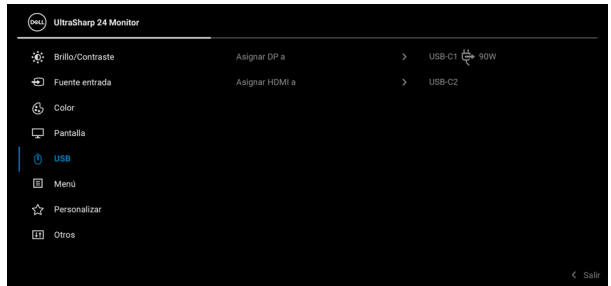 DELL UltraSharp 24 Monitor
Brillo/Contraste Asignar DP a > USB-C1 90W
Fuente entrada Asignar HDMI a > USB-C2
Color
Pantalla
USB
Menú
Personalizar
Otros
< Salir